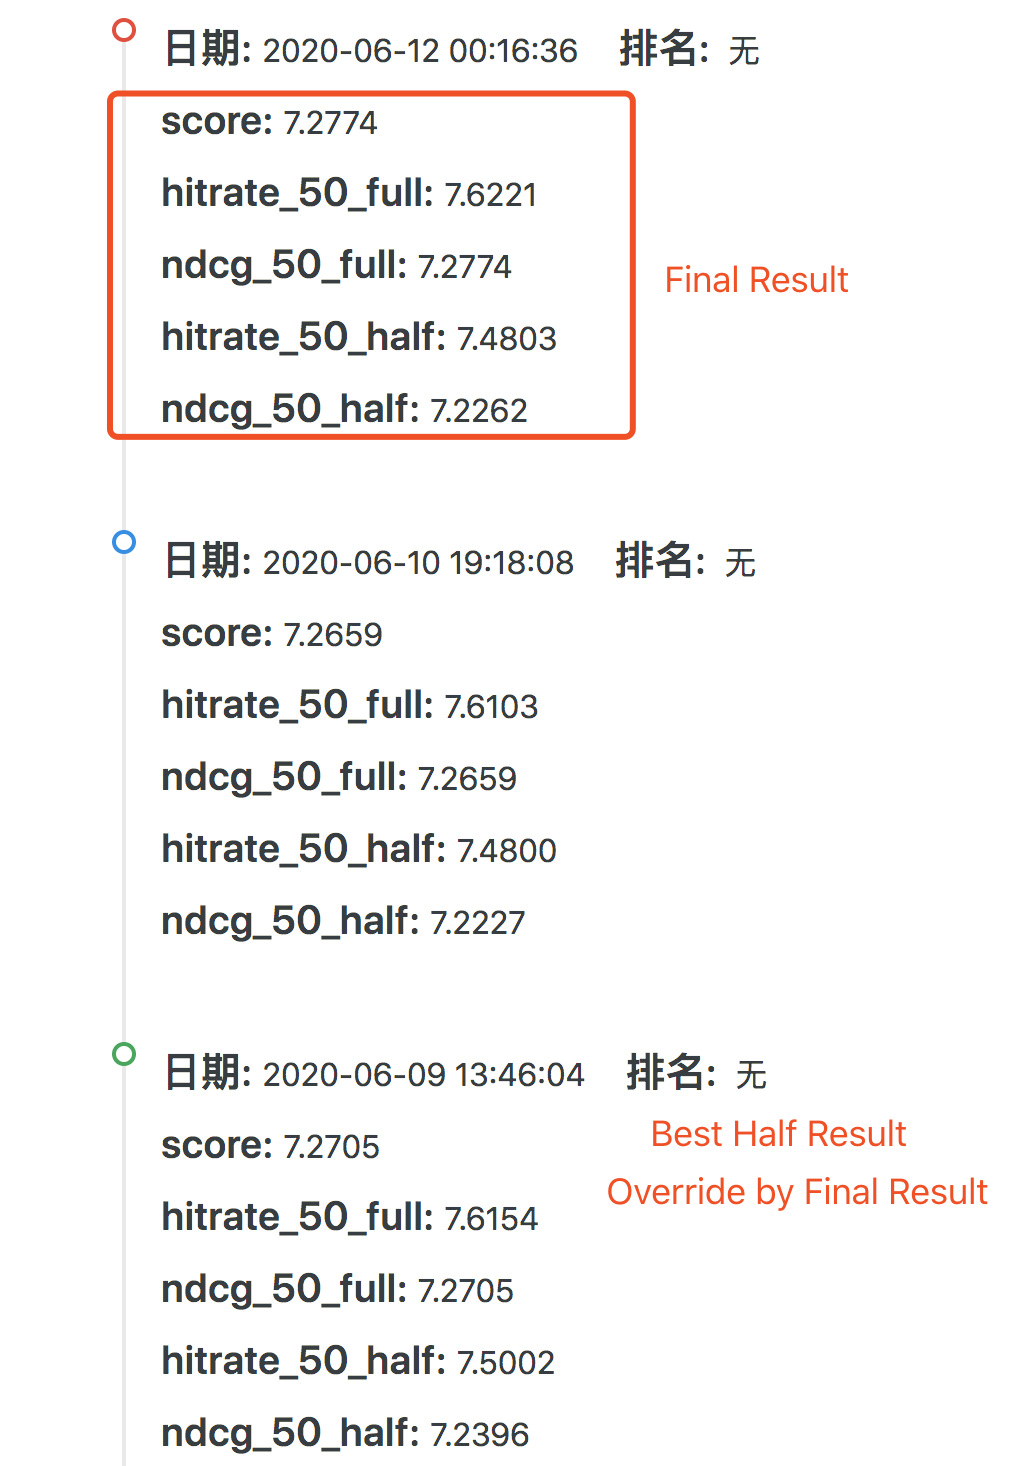 日期: 2020-06-12 00:16:36 排名: 无
score: 7.2774
hitrate_50_full: 7.6221
ndcg_50_full: 7.2774
Final Result
hitrate_50_half: 7.4803
ndcg_50_half: 7.2262
日期: 2020-06-10 19:18:08 排名: 无
score: 7.2659
hitrate_50_full: 7.6103
ndcg_50_full: 7.2659
hitrate_50_half: 7.4800
ndcg_50_half: 7.2227
日期: 2020-06-09 13:46:04 排名: 无
Best Half Result
score: 7.2705
Override by Final Result
hitrate_50_full: 7.6154
ndcg_50_full: 7.2705
hitrate_50_half: 7.5002
ndcg_50_half: 7.2396